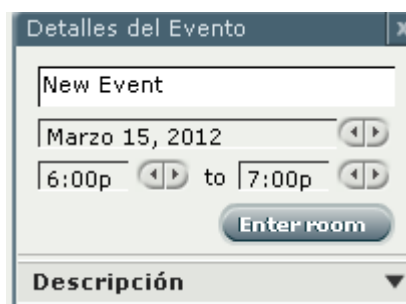 Detalles del Evento x
New Event
Marzo 15, 2012
6:00p to 7:00p
Enter room
Descripción